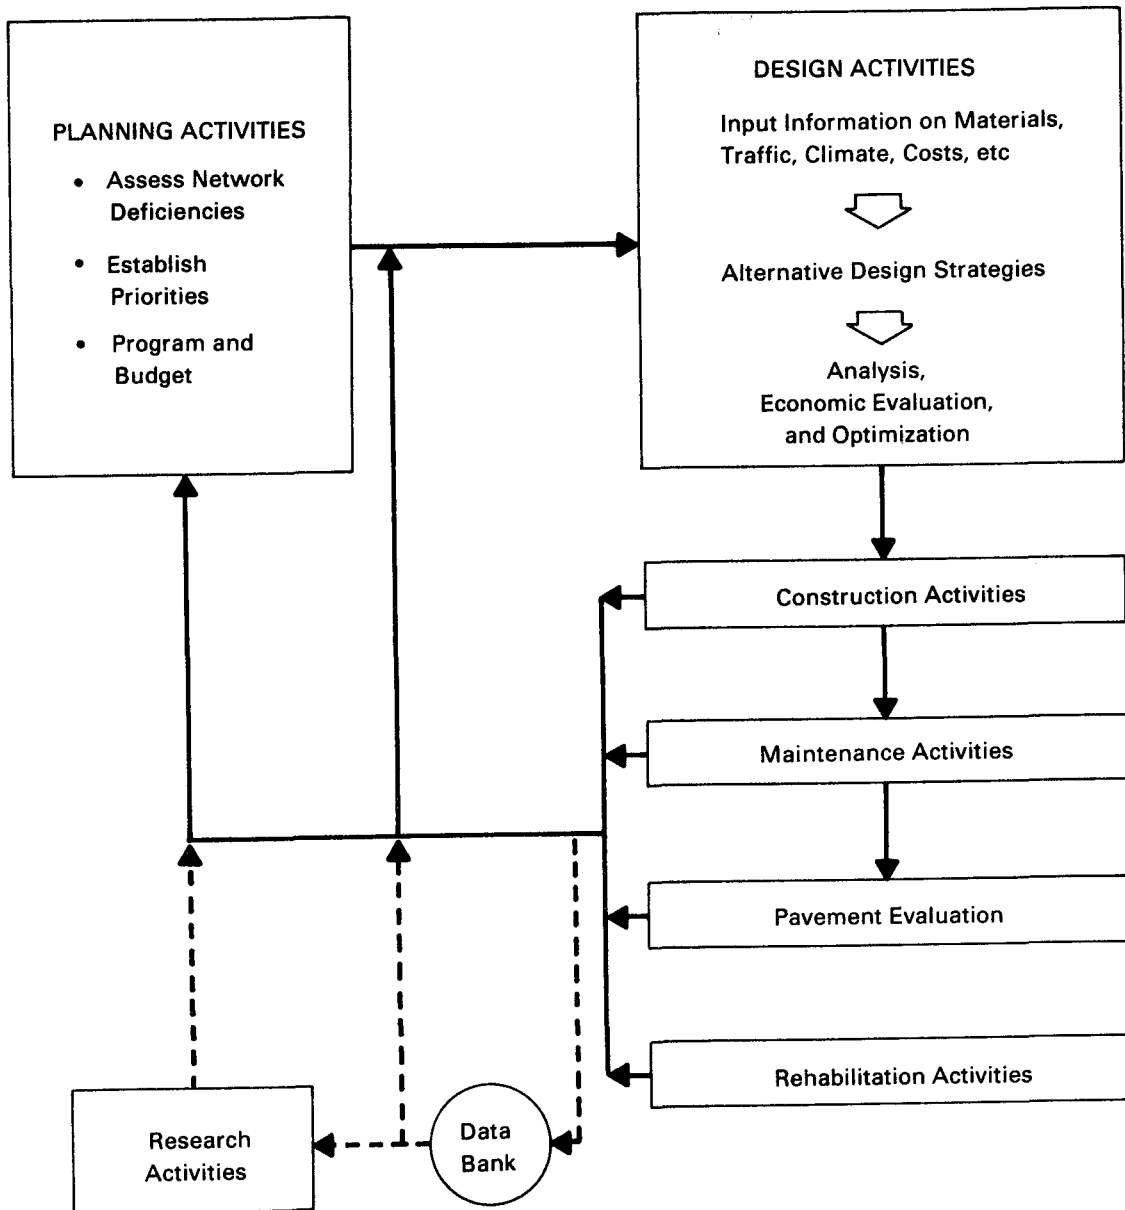 PLANNING ACTIVITIES
• Assess Network
Deficiencies
• Establish
Priorities
• Program and
Budget
DESIGN ACTIVITIES
Input Information on Materials,
Traffic, Climate, Costs, etc
Alternative Design Strategies
Analysis,
Economic Evaluation,
and Optimization
Construction Activities
Maintenance Activities
Pavement Evaluation
Rehabilitation Activities
Research
Activities
Data
Bank